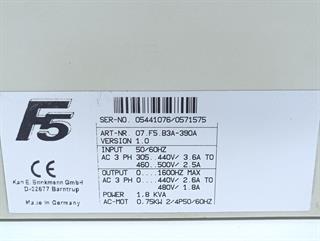 SER-NO. 05441076/0571575
F5
ART-NR. 07.F5.B3A-390A
VERSION 1.0
INPUT 50/60HZ
AC 3 PH 305..440V/ 3.6A TO
460..500V/ 2.5A
OUTPUT 0....1600HZ MAX
AC 3 PH 0...440V/ 2.6A TO
480V/ 1.8A
POWER 1.8 KVA
AC-MOT 0.75KW 2/4P50/60HZ
CE
Karl E. Brinkmann GmbH
D-32677 Barntrup
Made in Germany